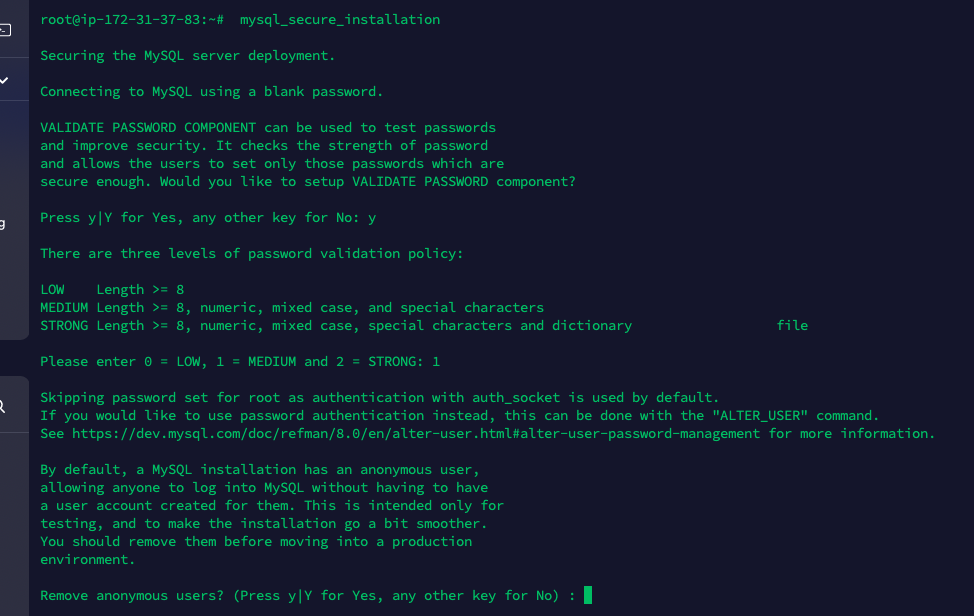 root@ip-172-31-37-83:~#  mysql_secure_installation
Securing the MySQL server deployment.
Connecting to MySQL using a blank password.
VALIDATE PASSWORD COMPONENT can be used to test passwords
and improve security. It checks the strength of password
and allows the users to set only those passwords which are
secure enough. Would you like to setup VALIDATE PASSWORD component?
Press y|Y for Yes, any other key for No: y
There are three levels of password validation policy:
LOW    Length >= 8
MEDIUM Length >= 8, numeric, mixed case, and special characters
STRONG Length >= 8, numeric, mixed case, special characters and dictionary                  file
Please enter 0 = LOW, 1 = MEDIUM and 2 = STRONG: 1
Skipping password set for root as authentication with auth_socket is used by default.
If you would like to use password authentication instead, this can be done with the "ALTER_USER" command.
See https://dev.mysql.com/doc/refman/8.0/en/alter-user.html#alter-user-password-management for more information.
By default, a MySQL installation has an anonymous user,
allowing anyone to log into MySQL without having to have
a user account created for them. This is intended only for
testing, and to make the installation go a bit smoother.
You should remove them before moving into a production
environment.
Remove anonymous users? (Press y|Y for Yes, any other key for No) :